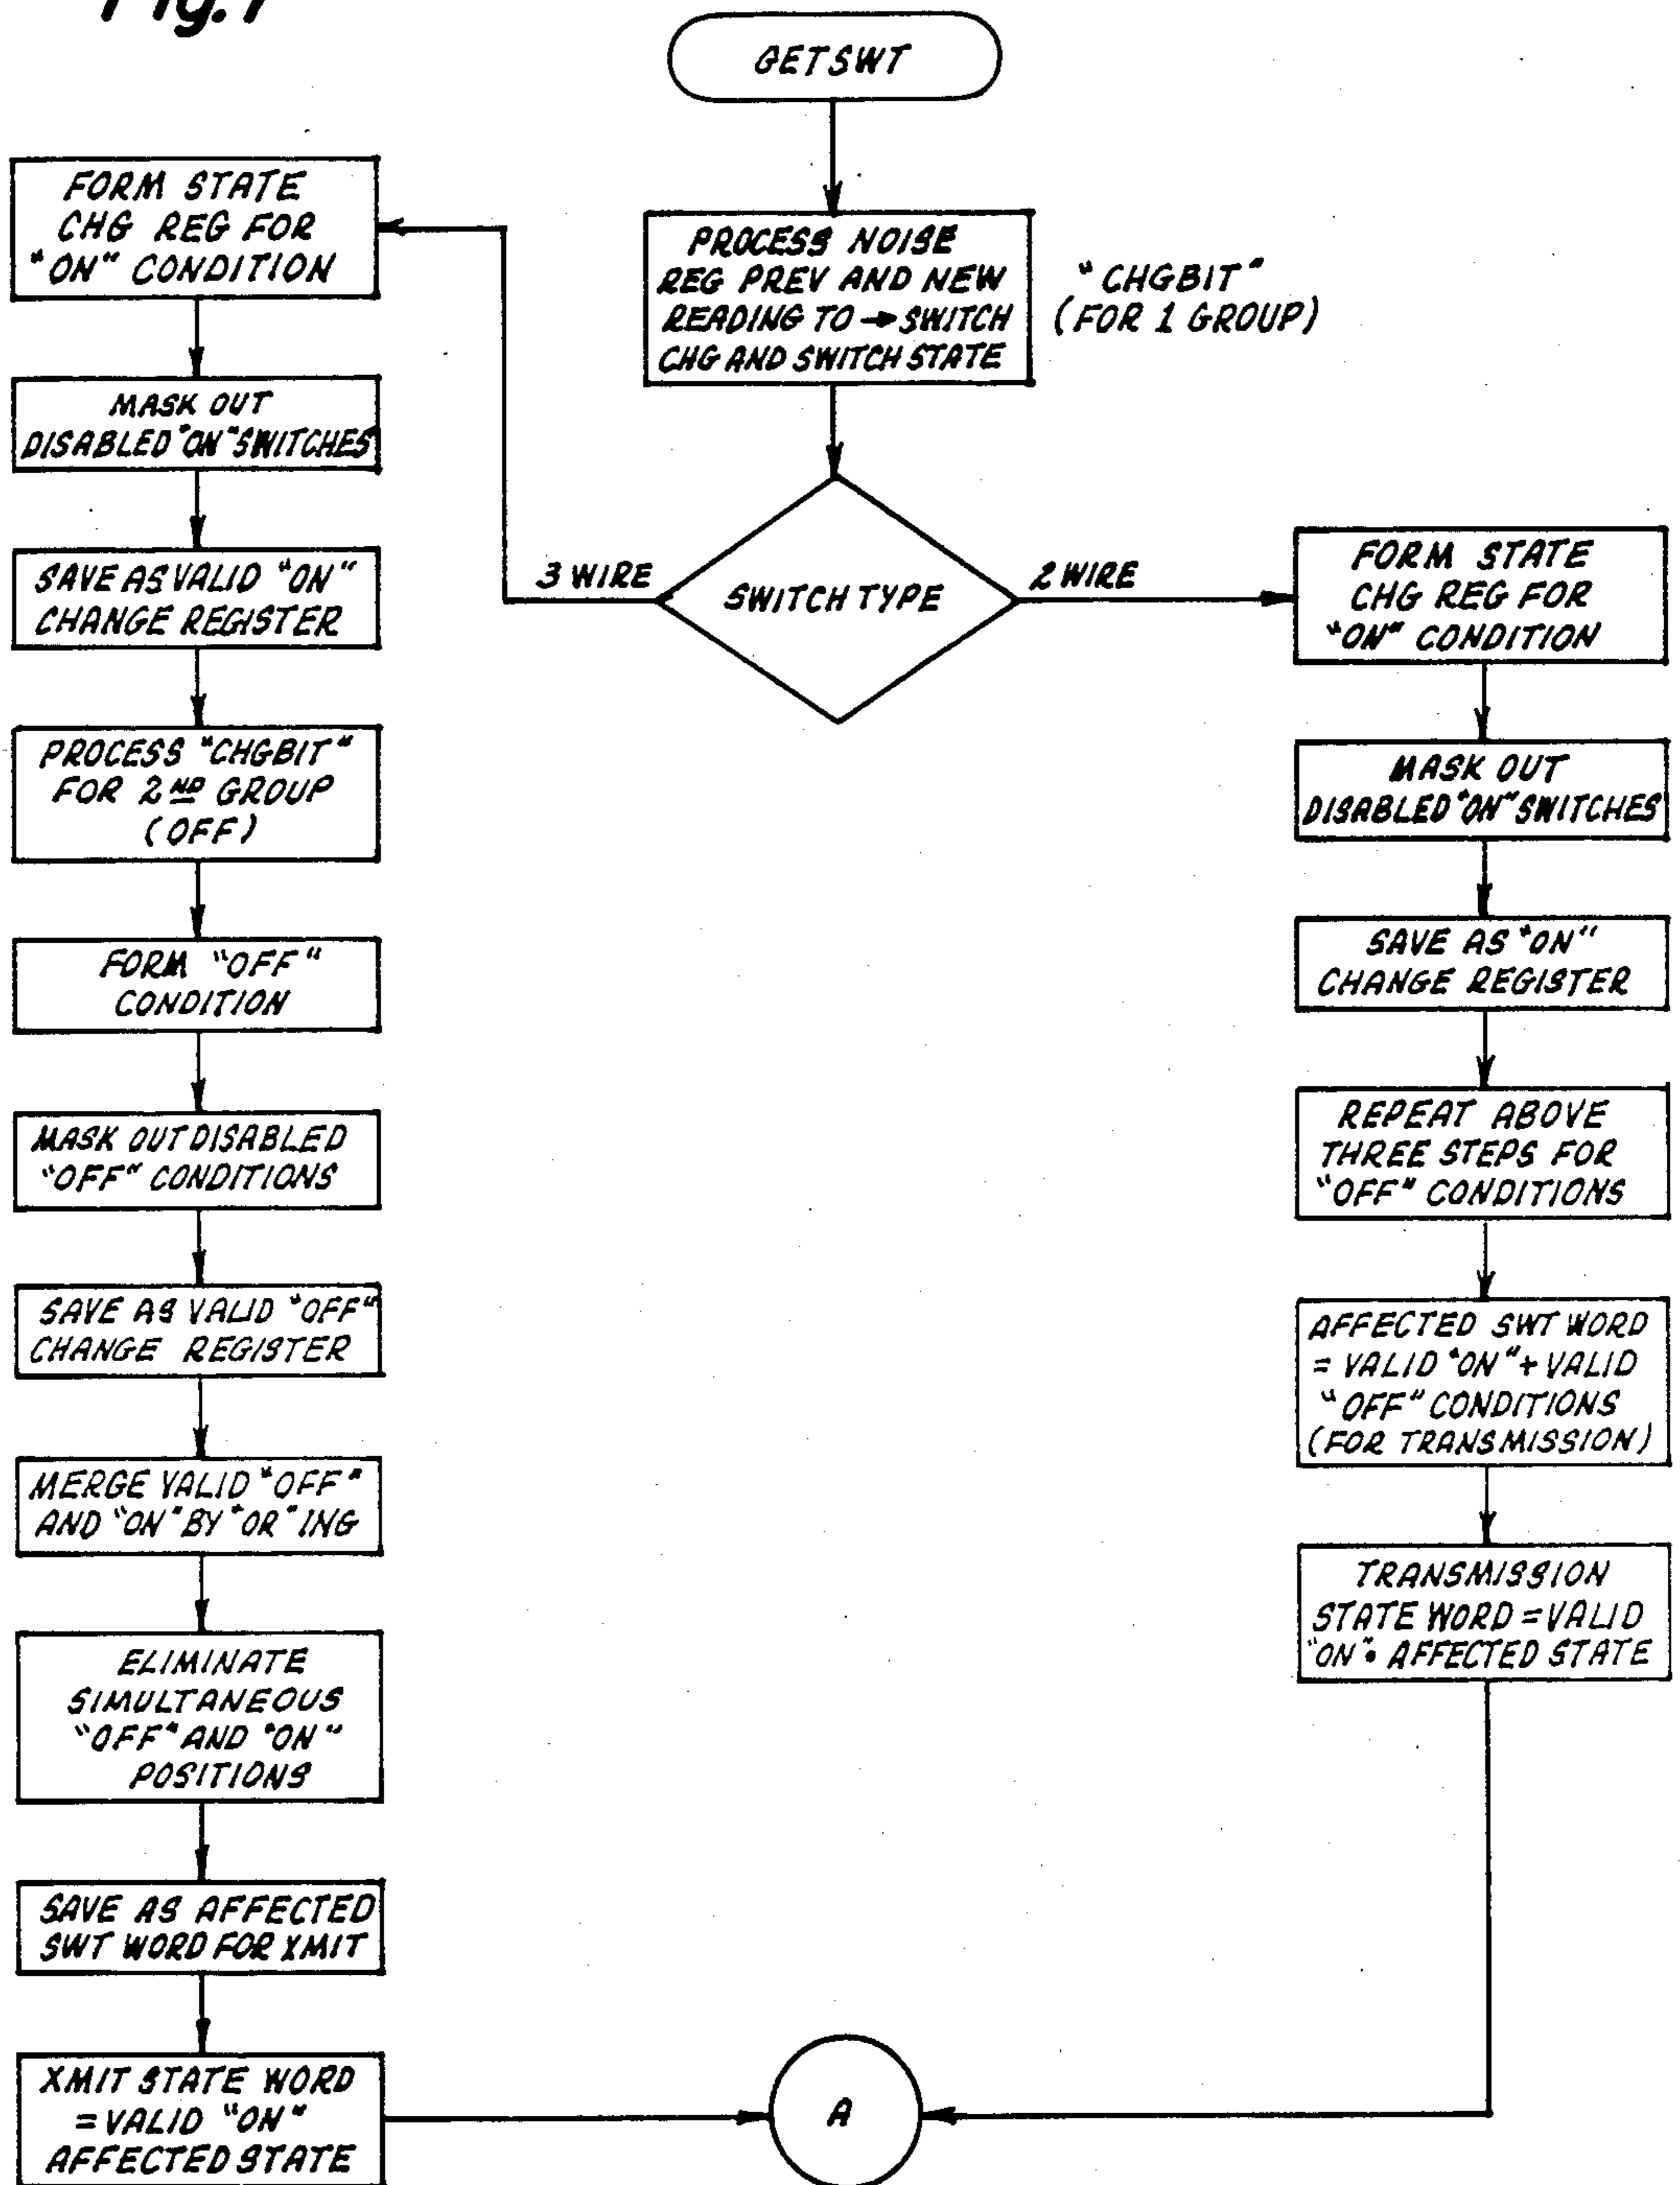 GETSWT
PROCESS NOISE
REG PREV AND NEW
READING TO → SWITCH
CHG AND SWITCH STATE
"CHGBIT"
(FOR 1 GROUP)
SWITCH TYPE
3 WIRE
2 WIRE
FORM STATE
CHG REG FOR
"ON" CONDITION
MASK OUT
DISABLED "ON" SWITCHES
SAVE AS VALID "ON"
CHANGE REGISTER
PROCESS "CHGBIT"
FOR 2ND GROUP
(OFF)
FORM "OFF"
CONDITION
MASK OUT DISABLED
"OFF" CONDITIONS
SAVE AS VALID "OFF"
CHANGE REGISTER
MERGE VALID "OFF"
AND "ON" BY "OR" ING
ELIMINATE
SIMULTANEOUS
"OFF" AND "ON"
POSITIONS
SAVE AS AFFECTED
SWT WORD FOR XMIT
XMIT STATE WORD
= VALID "ON"
AFFECTED STATE
FORM STATE
CHG REG FOR
"ON" CONDITION
MASK OUT
DISABLED "ON" SWITCHES
SAVE AS "ON"
CHANGE REGISTER
REPEAT ABOVE
THREE STEPS FOR
"OFF" CONDITIONS
AFFECTED SWT WORD
= VALID "ON" + VALID
"OFF" CONDITIONS
(FOR TRANSMISSION)
TRANSMISSION
STATE WORD = VALID
"ON" • AFFECTED STATE
A